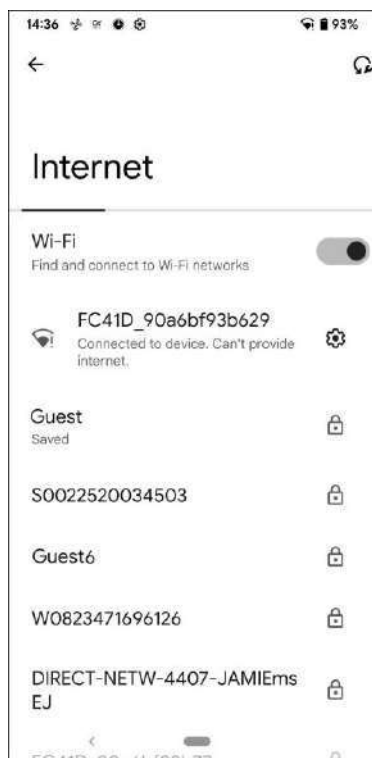 14:36 93%
Internet
Wi-Fi
Find and connect to Wi-Fi networks
FC41D_90a6bf93b629
Connected to device. Can't provide
internet.
Guest
Saved
S0022520034503
Guest6
W0823471696126
DIRECT-NETW-4407-JAMIEms
EJ